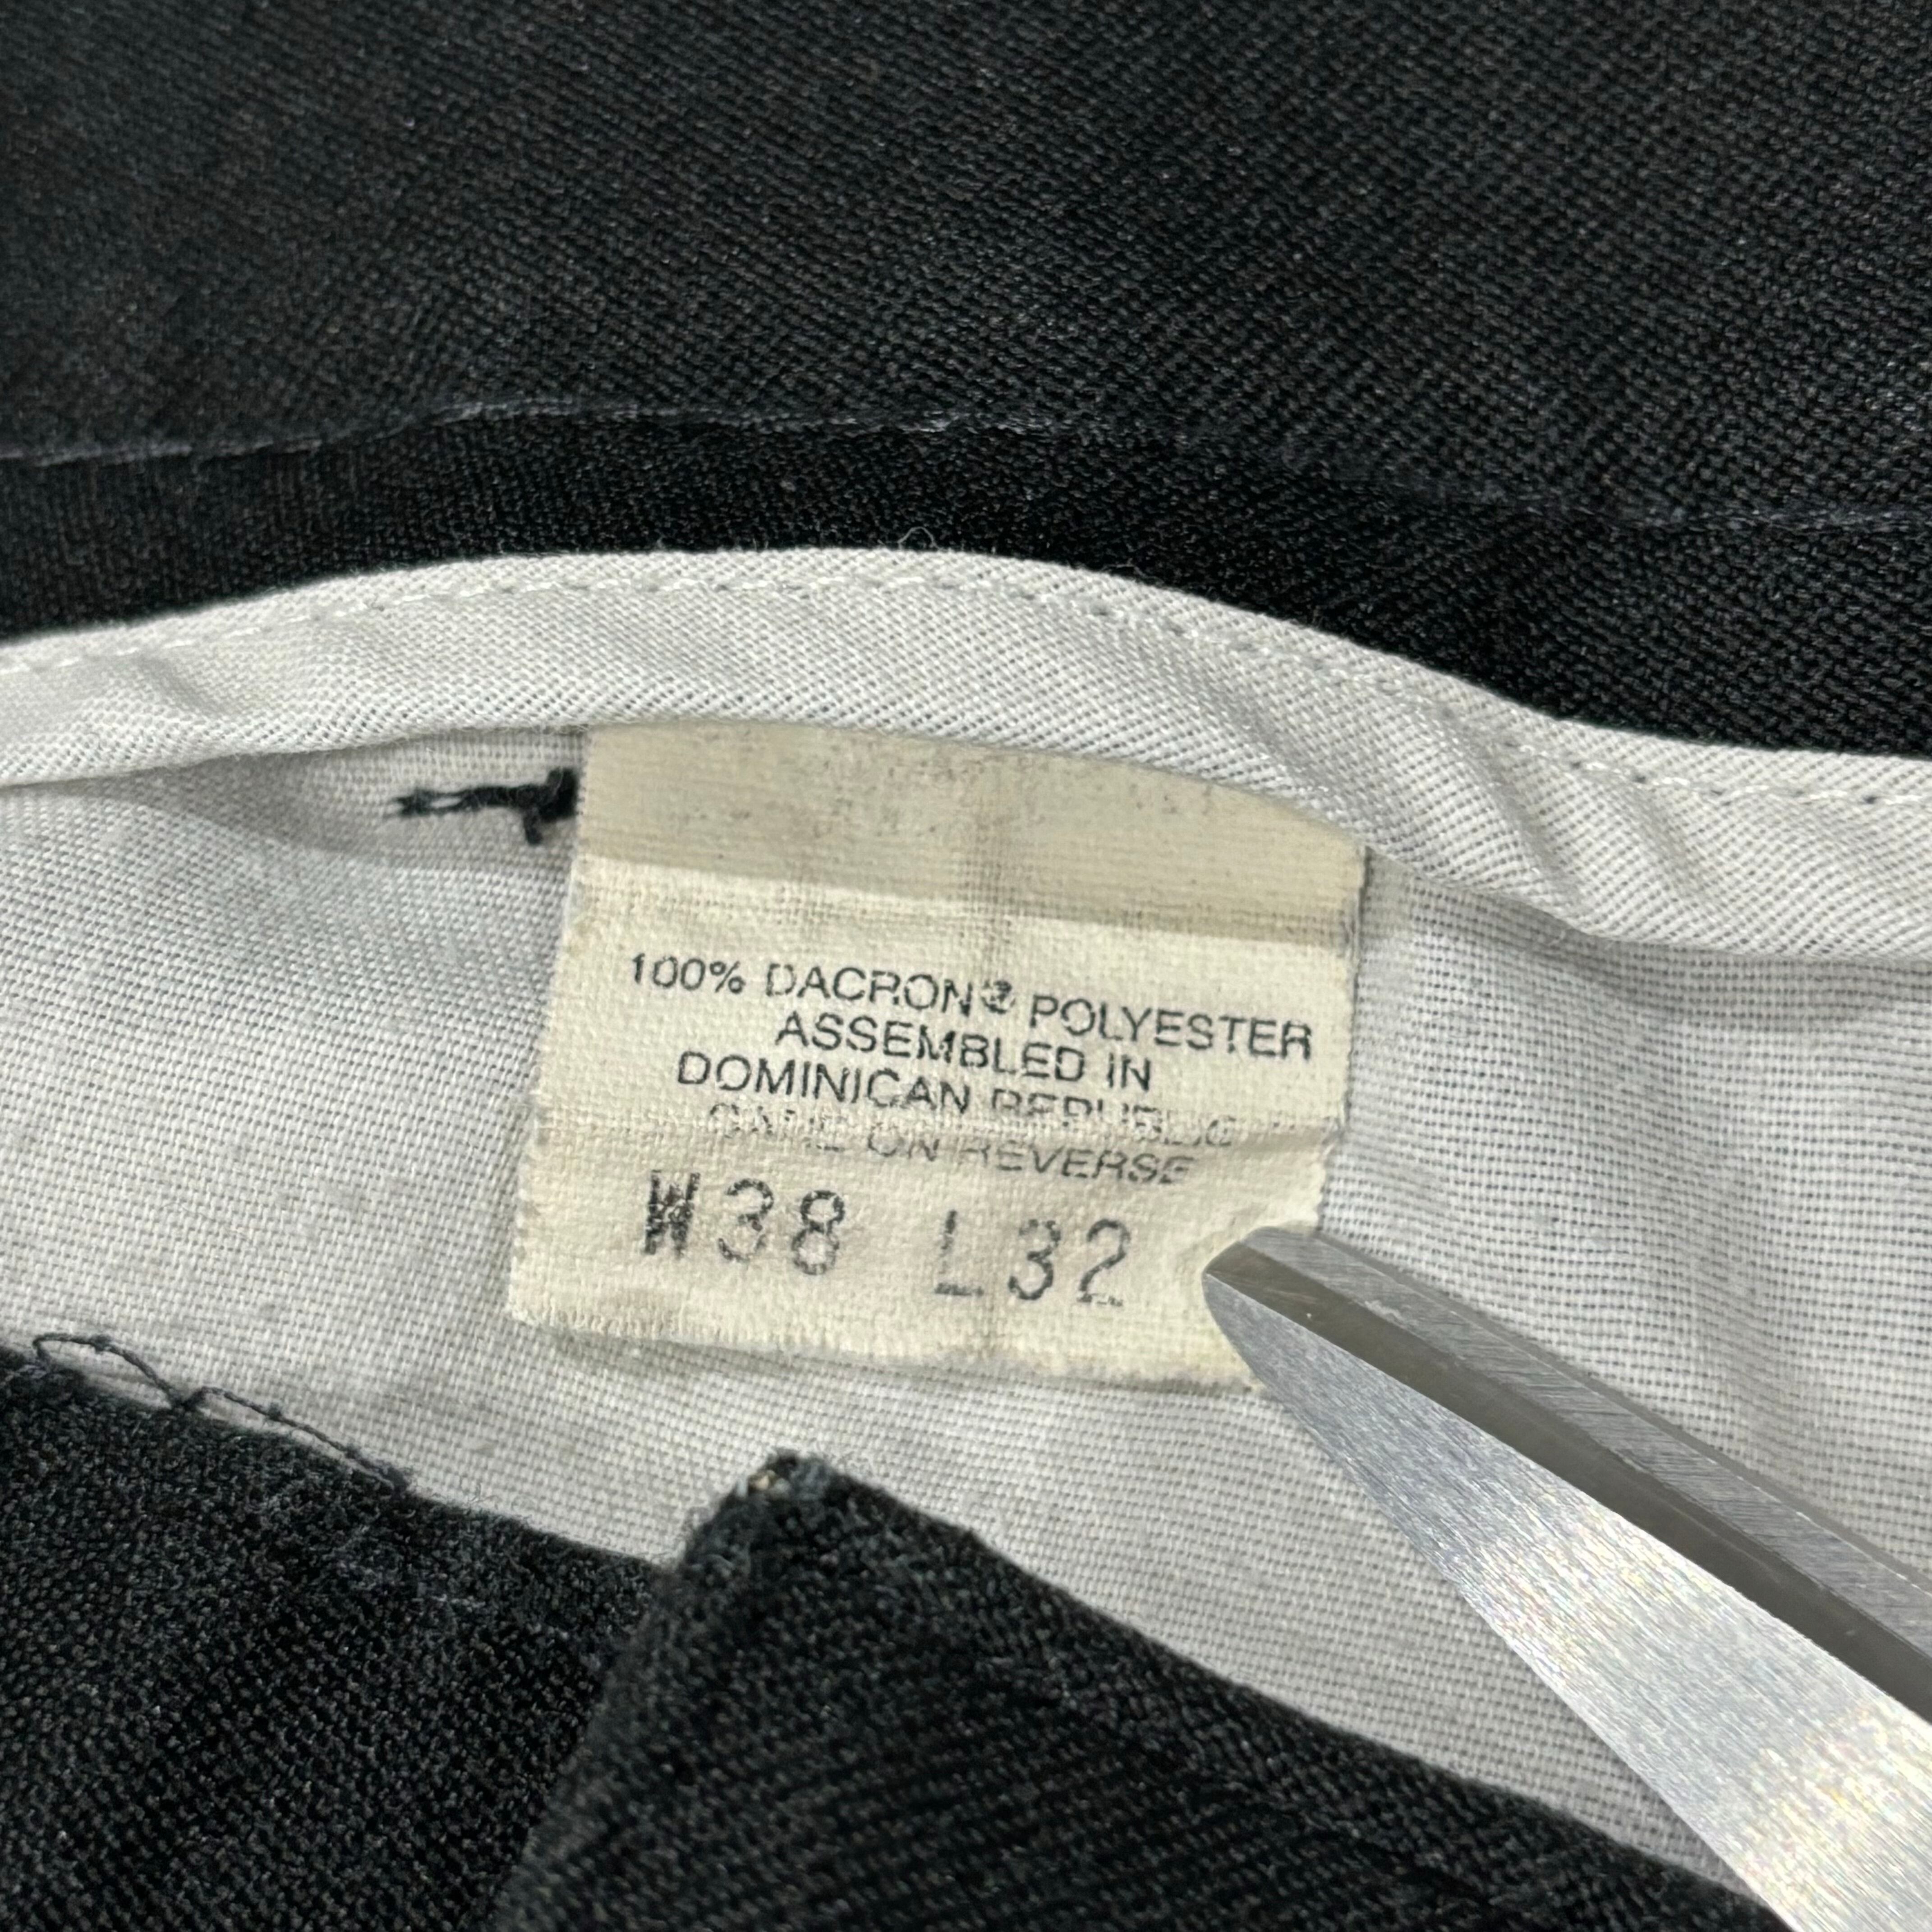 100% DACRON® POLYESTER
ASSEMBLED IN
DOMINICAN REPUBLIC
CARE ON REVERSE
W38 L32